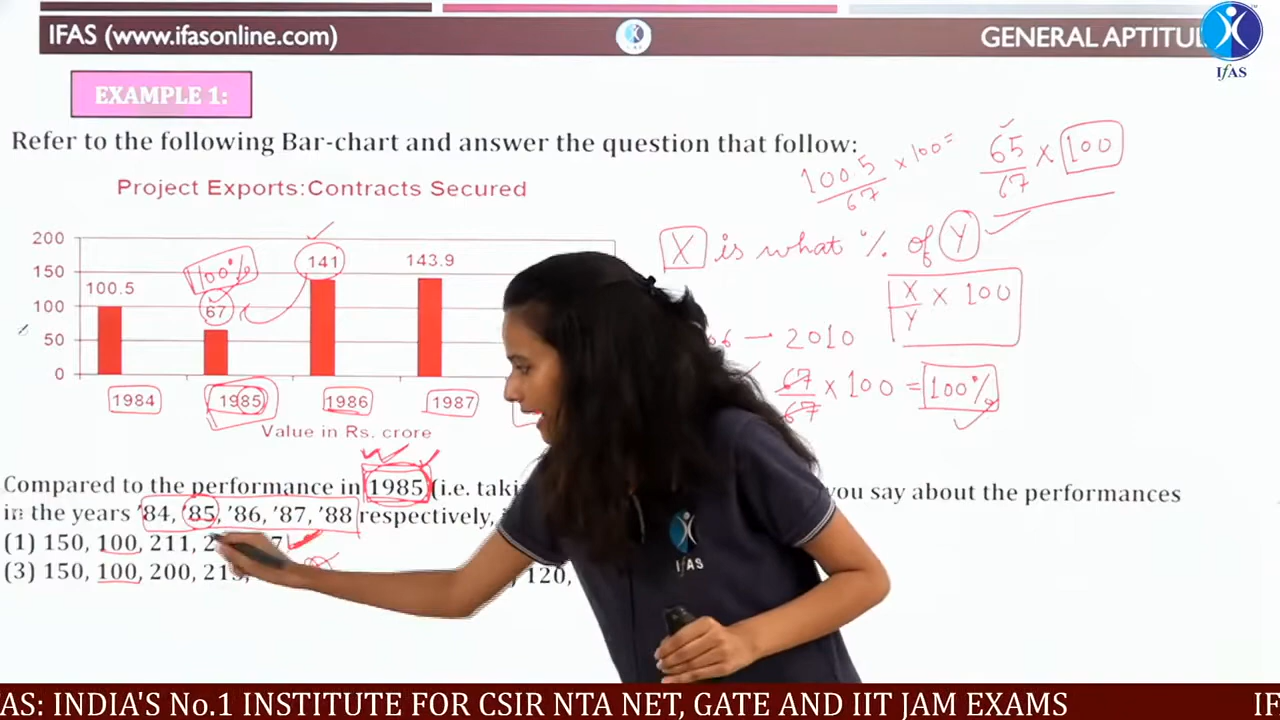 IFAS (www.ifasonline.com)
GENERAL APTITU
IfAS
EXAMPLE 1:
Refer to the following Bar-chart and answer the question that follow:
Project Exports:Contracts Secured
100.5/67 × 100 =
65/67 × 100
X is what % of Y
X/Y × 100
200
150
100
50
0
100.5
100%
67
141
143.9
1984
1985
1986
1987
Value in Rs. crore
— 2010
67/67 × 100 = 100%
Compared to the performance in 1985 (i.e. you say about the performances
in the years '84, '85, '86, '87, '88 respectively,
(1) 150, 100, 211,
(3) 150, 100, 200, 120,
IfAS
AS: INDIA'S No.1 INSTITUTE FOR CSIR NTA NET, GATE AND IIT JAM EXAMS
IF